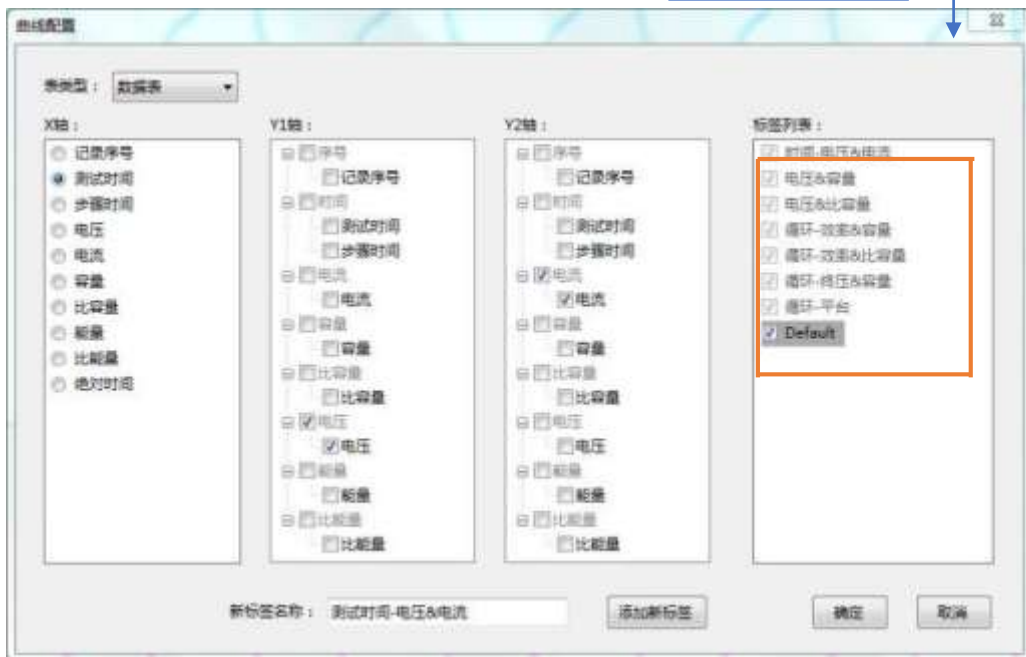 曲线配置
表类型： 数据表
X轴：
记录序号
测试时间
步骤时间
电压
电流
容量
比容量
能量
比能量
绝对时间
Y1轴：
序号
记录序号
时间
测试时间
步骤时间
电流
电流
容量
容量
比容量
比容量
电压
电压
能量
能量
比能量
比能量
Y2轴：
序号
记录序号
时间
测试时间
步骤时间
电流
电流
容量
容量
比容量
比容量
电压
电压
能量
能量
比能量
比能量
标签列表：
时间-电压&电流
电压&容量
电压&比容量
循环-效率&容量
循环-效率&比容量
循环-终压&容量
循环-平台
Default
新标签名称： 测试时间-电压&电流 添加新标签 确定 取消